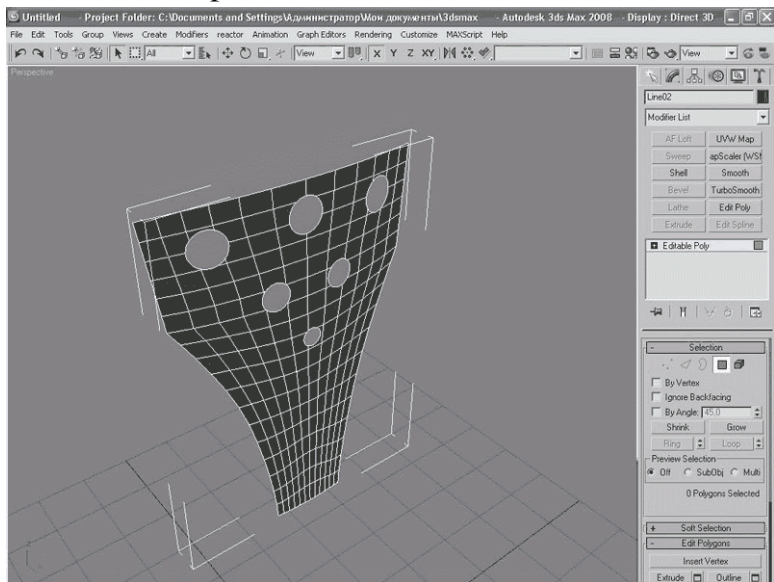 Untitled - Project Folder: C:\Documents and Settings\Администратор\Мои документы\3dsmax - Autodesk 3ds Max 2008 - Display : Direct 3D
File Edit Tools Group Views Create Modifiers reactor Animation Graph Editors Rendering Customize MAXScript Help
All View X Y Z XY View
Perspective
Line02
Modifier List
AF Loft UVW Map
Sweep apScaler (WSM
Shell Smooth
Bevel TurboSmooth
Lathe Edit Poly
Extrude Edit Spline
Editable Poly
- Selection
By Vertex
Ignore Backfacing
By Angle: 45.0
Shrink Grow
Ring Loop
Preview Selection
Off SubObj Multi
0 Polygons Selected
+ Soft Selection
- Edit Polygons
Insert Vertex
Extrude Outline